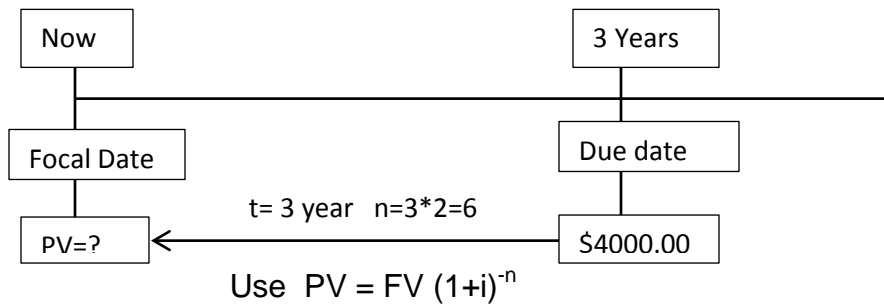 Now
3 Years
Focal Date
Due date
t= 3 year n=3*2=6
PV=?
$4000.00
Use PV = FV (1+i)⁻ⁿ